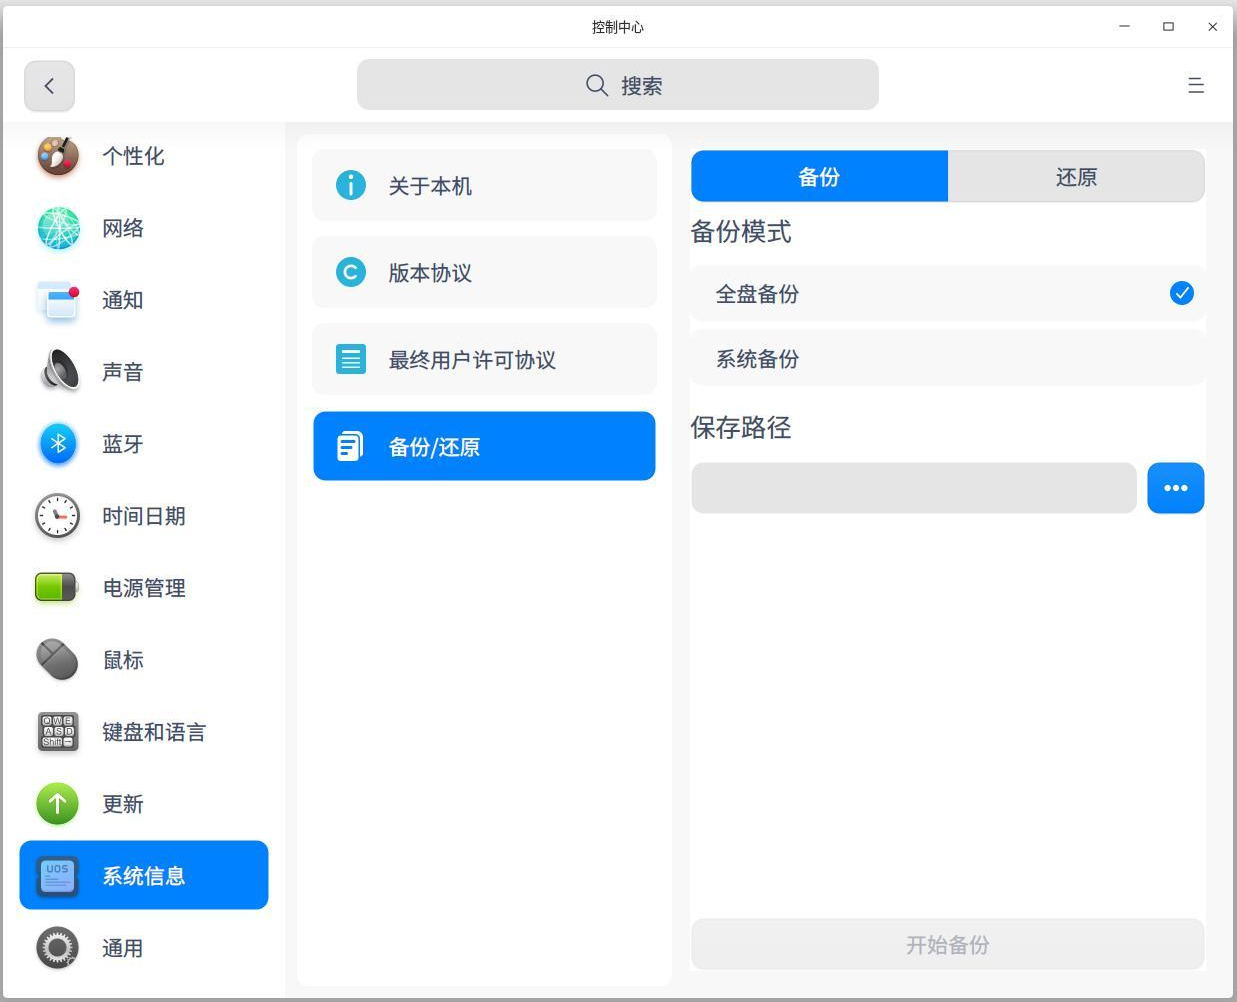 控制中心
搜索
个性化
网络
通知
声音
蓝牙
时间日期
电源管理
鼠标
键盘和语言
更新
UOS
系统信息
通用
关于本机
版本协议
最终用户许可协议
备份/还原
备份
还原
备份模式
全盘备份
系统备份
保存路径
开始备份